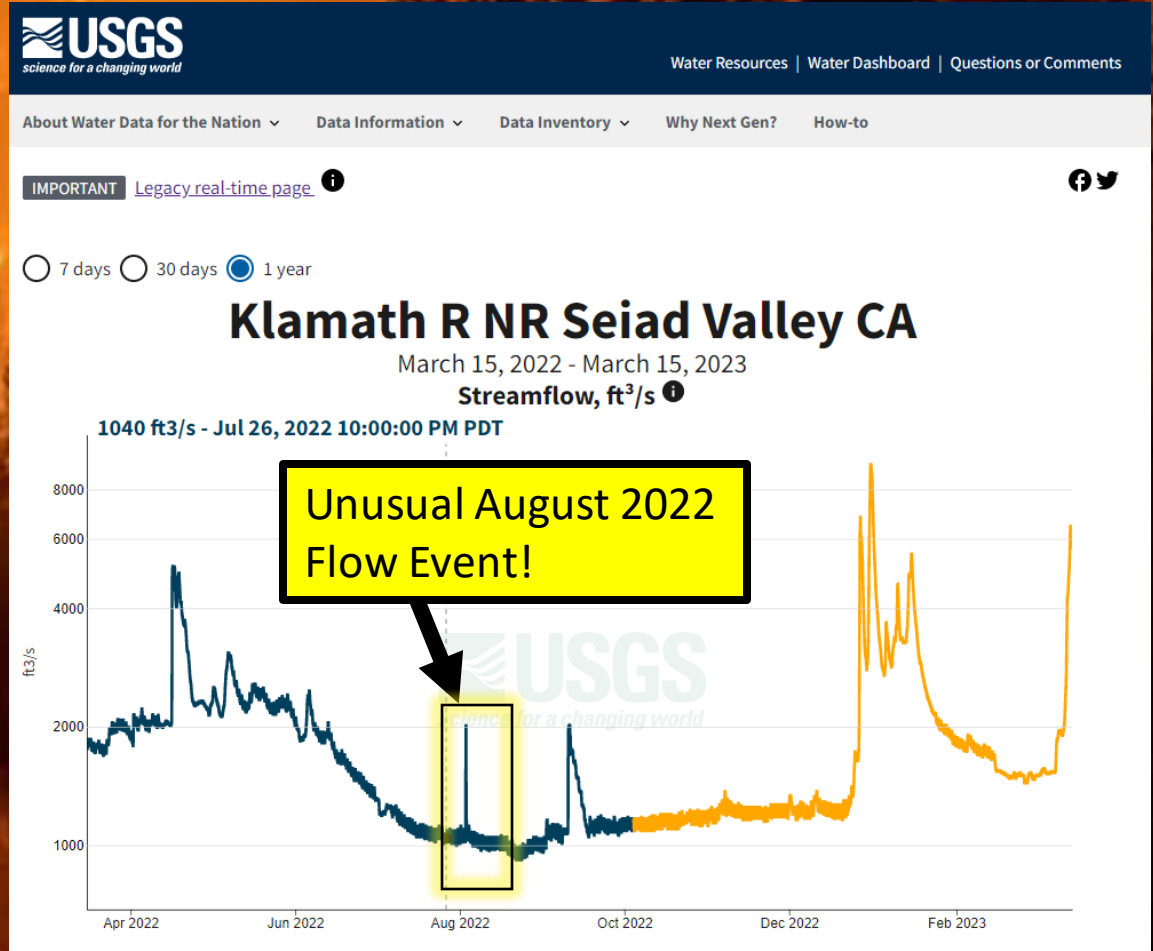 USGS
science for a changing world
Water Resources | Water Dashboard | Questions or Comments
About Water Data for the Nation Data Information Data Inventory Why Next Gen? How-to
IMPORTANT Legacy real-time page i
7 days 30 days 1 year
Klamath R NR Seiad Valley CA
March 15, 2022 - March 15, 2023
Streamflow, ft³/s i
1040 ft3/s - Jul 26, 2022 10:00:00 PM PDT
Unusual August 2022
Flow Event!
8000
6000
4000
2000
1000
ft3/s
USGS
science for a changing world
Apr 2022 Jun 2022 Aug 2022 Oct 2022 Dec 2022 Feb 2023